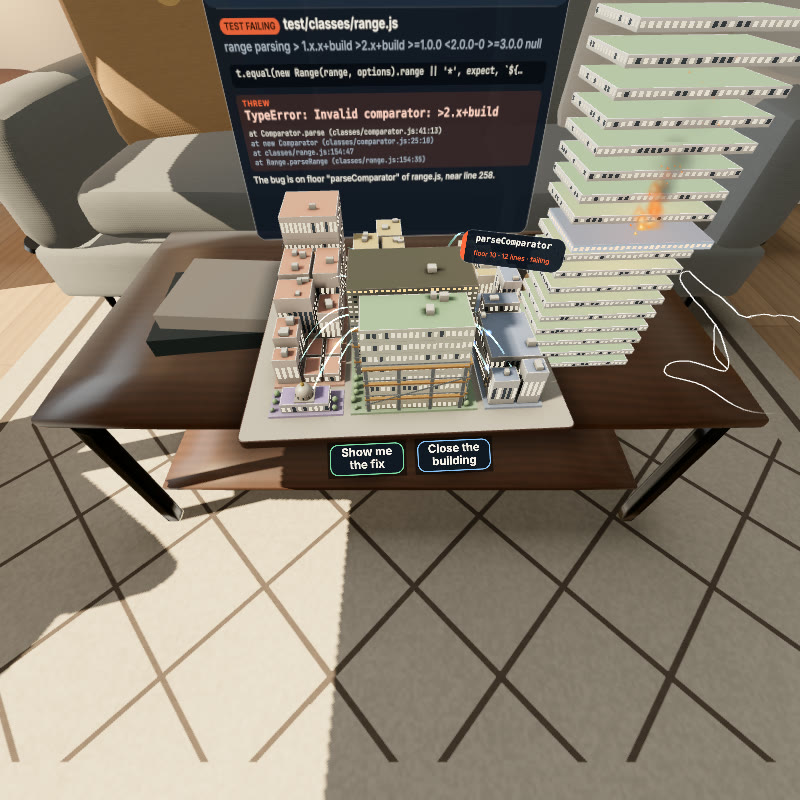 TEST FAILING test/classes/range.js
range parsing > 1.x.x+build >2.x+build >=1.0.0 <2.0.0-0 >=3.0.0 null
t.equal(new Range(range, options).range || '*', expect, `${…
THREW
TypeError: Invalid comparator: >2.x+build
at Comparator.parse (classes/comparator.js:41:13)
at new Comparator (classes/comparator.js:25:10)
at classes/range.js:154:47
at Range.parseRange (classes/range.js:154:35)
The bug is on floor "parseComparator" of range.js, near line 258.
parseComparator
floor 10 · 12 lines · failing
Show me
the fix
Close the
building